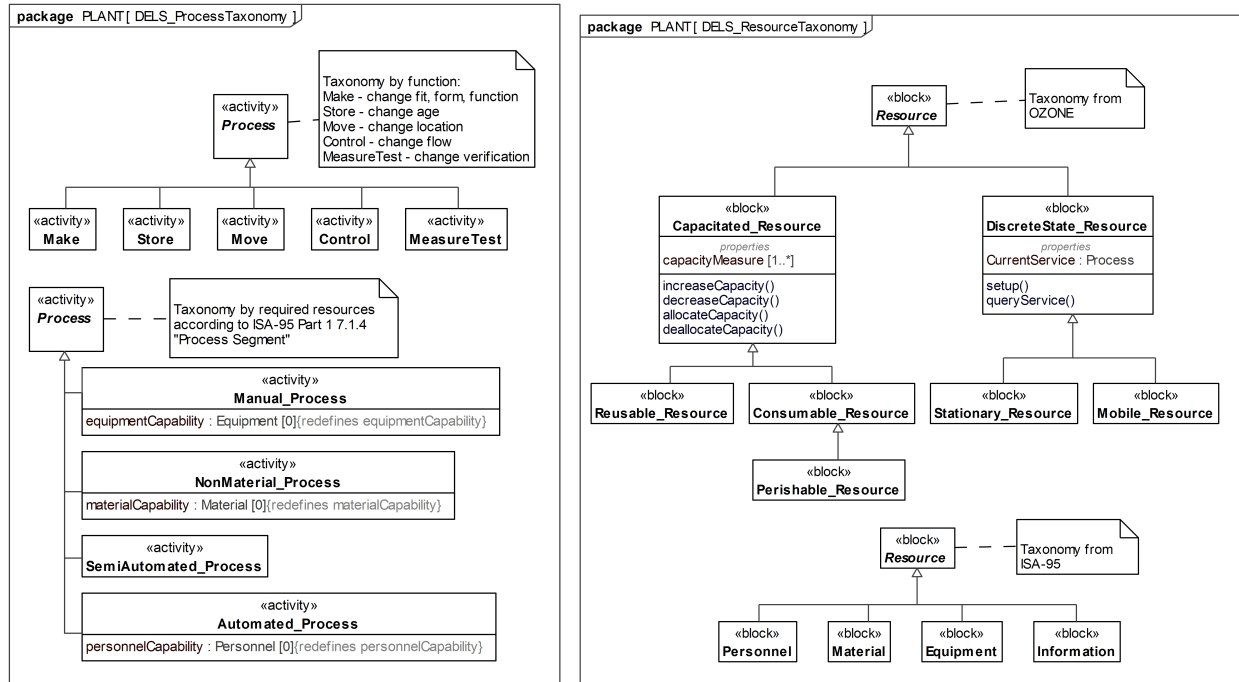 package PLANT[ DELS_ProcessTaxonomy ]
«activity»
Process
Taxonomy by function:
Make - change fit, form, function
Store - change age
Move - change location
Control - change flow
MeasureTest - change verification
«activity»
Make
«activity»
Store
«activity»
Move
«activity»
Control
«activity»
MeasureTest
«activity»
Process
Taxonomy by required resources
according to ISA-95 Part 1 7.1.4
"Process Segment"
«activity»
Manual_Process
equipmentCapability : Equipment [0]{redefines equipmentCapability}
«activity»
NonMaterial_Process
materialCapability : Material [0]{redefines materialCapability}
«activity»
SemiAutomated_Process
«activity»
Automated_Process
personnelCapability : Personnel [0]{redefines personnelCapability}
package PLANT[ DELS_ResourceTaxonomy ]
«block»
Resource
Taxonomy from
OZONE
«block»
Capacitated_Resource
properties
capacityMeasure [1..*]
increaseCapacity()
decreaseCapacity()
allocateCapacity()
deallocateCapacity()
«block»
DiscreteState_Resource
properties
CurrentService : Process
setup()
queryService()
«block»
Reusable_Resource
«block»
Consumable_Resource
«block»
Stationary_Resource
«block»
Mobile_Resource
«block»
Perishable_Resource
«block»
Resource
Taxonomy from
ISA-95
«block»
Personnel
«block»
Material
«block»
Equipment
«block»
Information